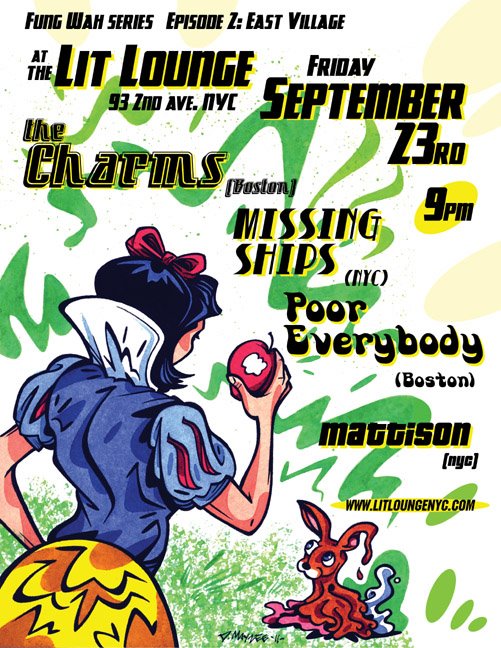 Fung Wah series Episode 2: East Village
at the Lit Lounge
93 2nd ave. NYC
Friday
September
23rd
9pm
the
Charms
(Boston)
MISSING
SHIPS
(NYC)
Poor
Everybody
(Boston)
mattison
(nyc)
www.litloungenyc.com